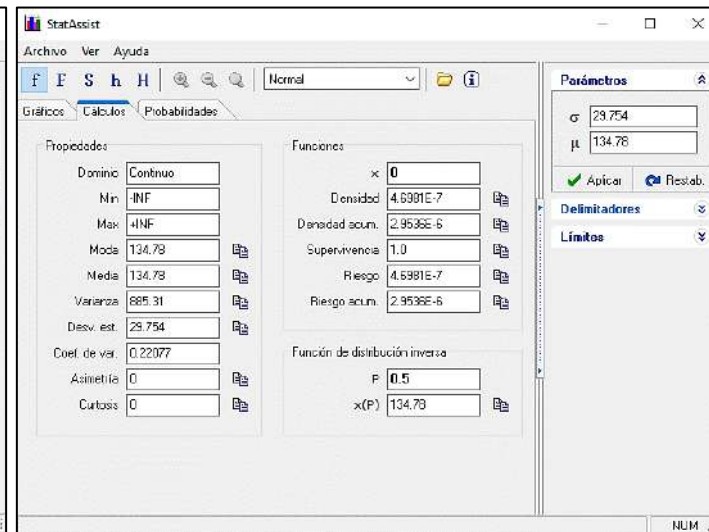 StatAssist
Archivo Ver Ayuda
f F S h H Normal
Gráficos Cálculos Probabilidades
Propiedades
Dominio Continuo
Min -INF
Max +INF
Moda 134.78
Media 134.78
Varianza 885.31
Desv. est. 29.754
Coef. de var. 0.22077
Asimetría 0
Curtosis 0
Funciones
x 0
Densidad 4.6981E-7
Densidad acum. 2.9536E-6
Supervivencia 1.0
Riesgo 4.6981E-7
Riesgo acum. 2.9536E-6
Función de distribución inversa
P 0.5
x(P) 134.78
Parámetros
σ 29.754
μ 134.78
Aplicar Restab.
Delimitadores
Límites
NUM